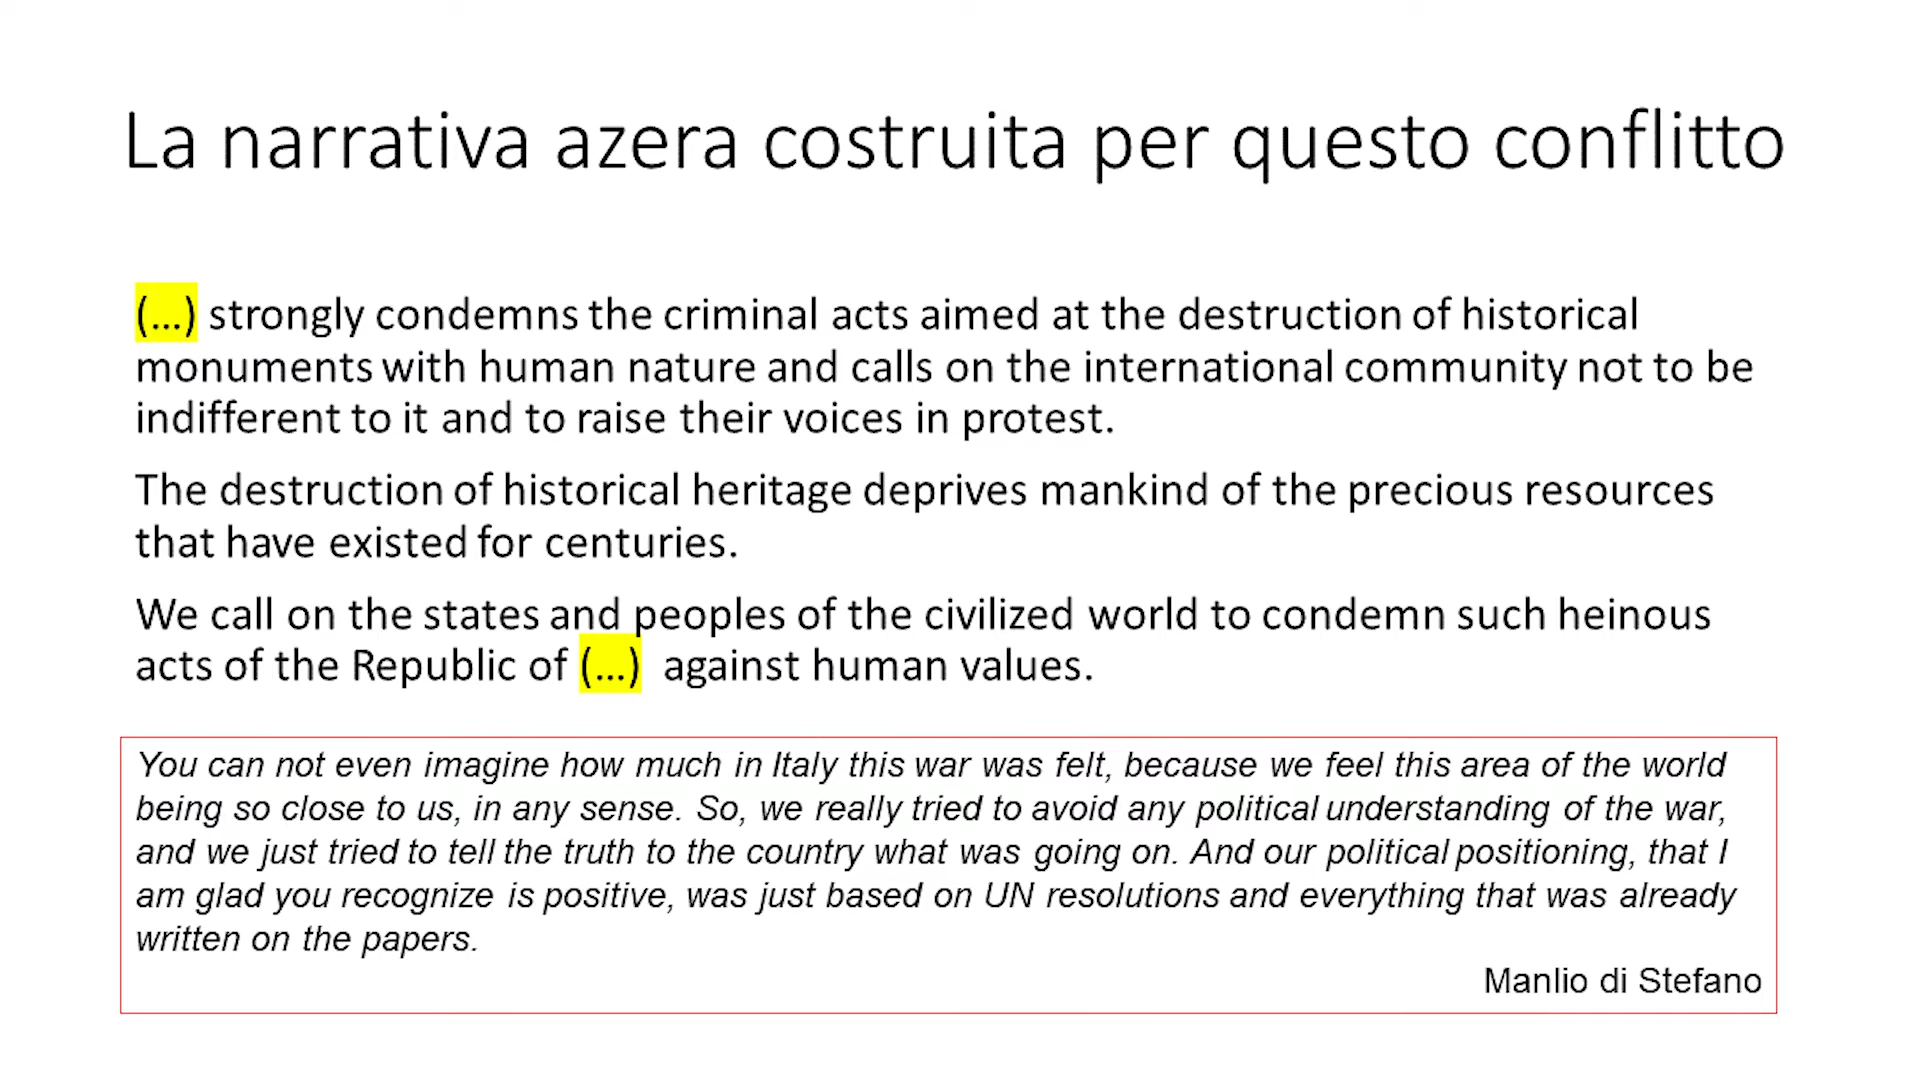 La narrativa azera costruita per questo conflitto
(...) strongly condemns the criminal acts aimed at the destruction of historical
monuments with human nature and calls on the international community not to be
indifferent to it and to raise their voices in protest.
The destruction of historical heritage deprives mankind of the precious resources
that have existed for centuries.
We call on the states and peoples of the civilized world to condemn such heinous
acts of the Republic of (...) against human values.
You can not even imagine how much in Italy this war was felt, because we feel this area of the world
being so close to us, in any sense. So, we really tried to avoid any political understanding of the war,
and we just tried to tell the truth to the country what was going on. And our political positioning, that I
am glad you recognize is positive, was just based on UN resolutions and everything that was already
written on the papers.
Manlio di Stefano